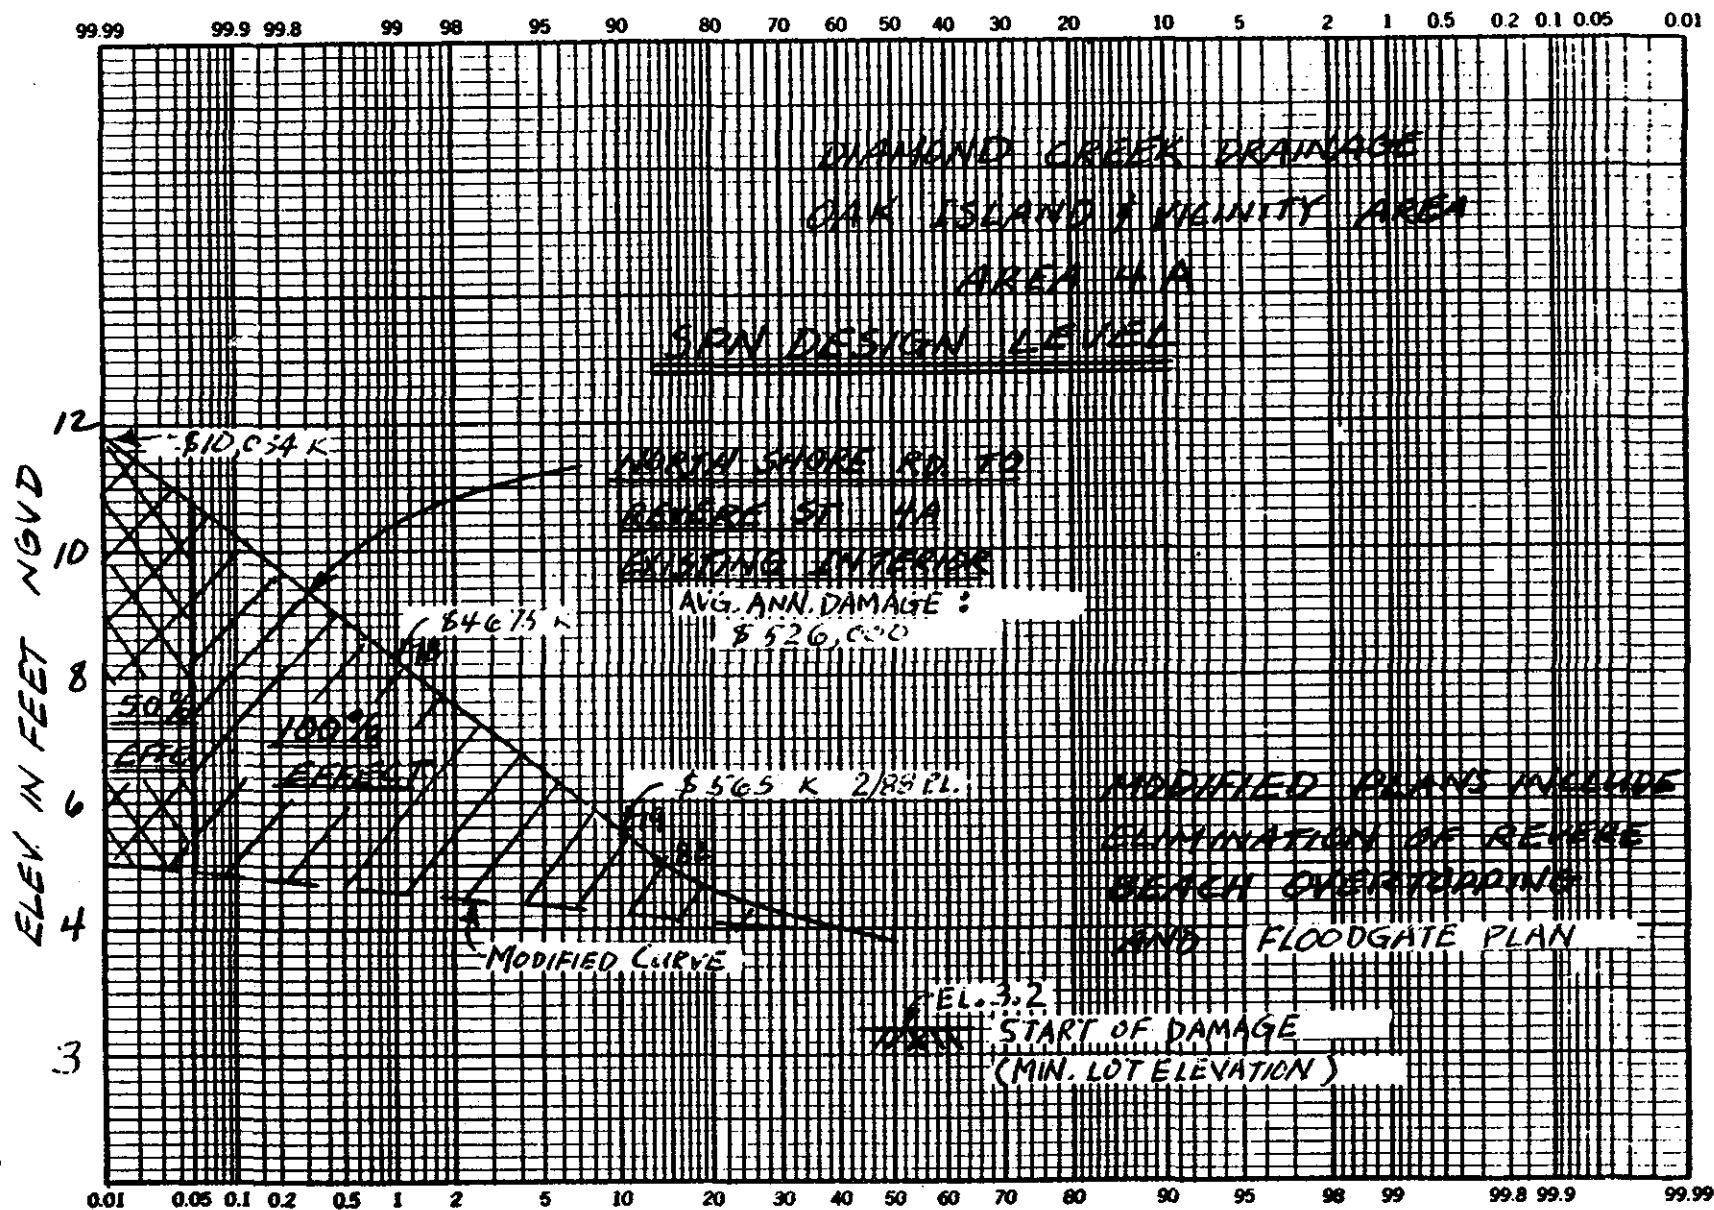 99.99 99.9 99.8 99 98 95 90 80 70 60 50 40 30 20 10 5 2 1 0.5 0.2 0.1 0.05 0.01
DIAMOND CREEK DRAINAGE
OAK ISLAND & VICINITY AREA
AREA 4A
SPN DESIGN LEVEL
12
$10,034 K
NORTH SHORE RD. TO
REVERE ST 4A
EXISTING INTERIOR
AVG. ANN. DAMAGE:
$526,000
10
$4675 K
8
50%
EFFC
100%
EFFECT
ELEV. IN FEET NGVD
$565 K 2/88 P.L.
6
MODIFIED PLANS INCLUDE
ELIMINATION OF REVERE
BEACH OVERTOPPING
AND FLOODGATE PLAN
4
MODIFIED CURVE
EL. 3.2
START OF DAMAGE
(MIN. LOT ELEVATION)
3
0.01 0.05 0.1 0.2 0.5 1 2 5 10 20 30 40 50 60 70 80 90 95 98 99 99.8 99.9 99.99